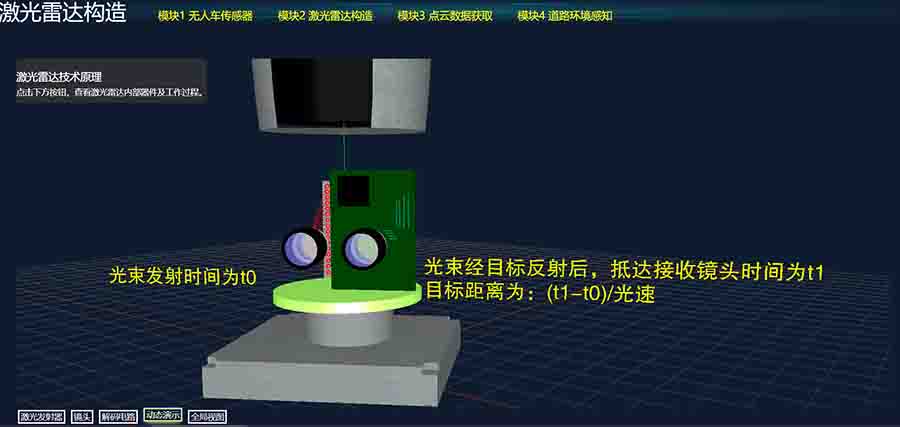 激光雷达构造
模块1 无人车传感器
模块2 激光雷达构造
模块3 点云数据获取
模块4 道路环境感知
激光雷达技术原理
点击下方按钮，查看激光雷达内部器件及工作过程。
光束发射时间为t0
光束经目标反射后，抵达接收镜头时间为t1
目标距离为：(t1-t0)/光速
激光发射器
镜头
解码电路
动态演示
全局视图